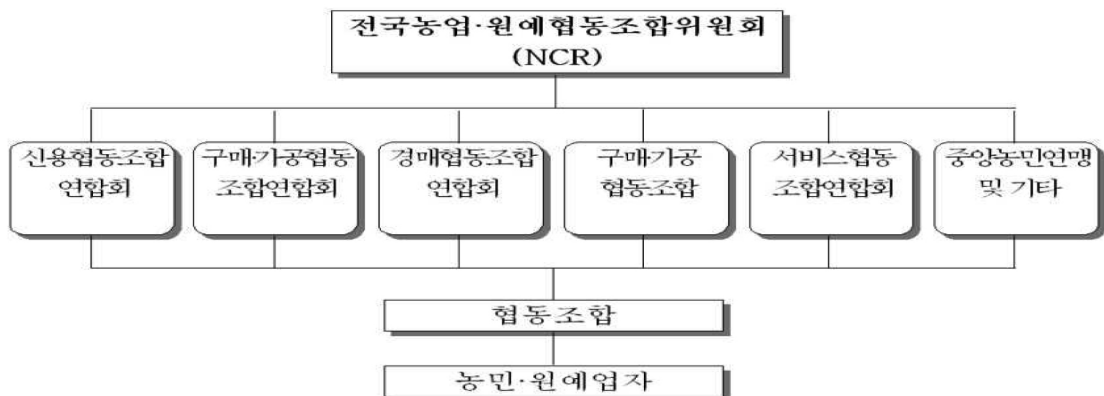 전국농업·원예협동조합위원회
(NCR)
신용협동조합
연합회
구매·가공협동
조합연합회
경매협동조합
연합회
구매·가공
협동조합
서비스협동
조합연합회
중앙농민연맹
및 기타
협동조합
농민·원예업자